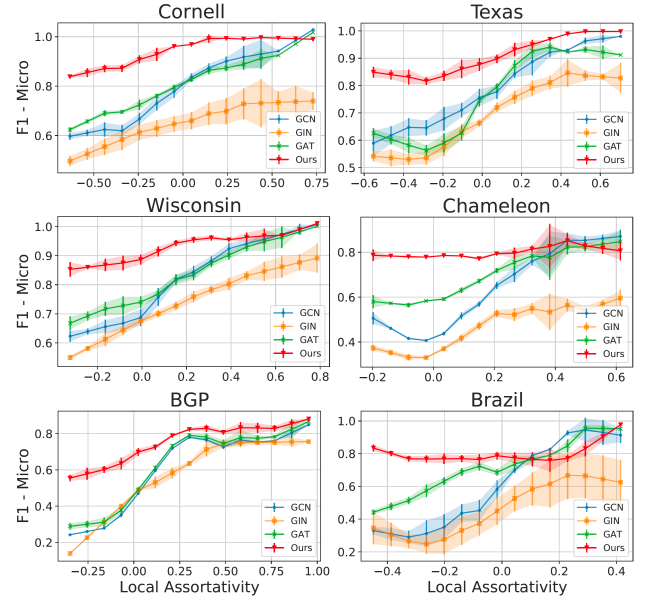 Cornell
Texas
1.0
0.8
0.6
F1 - Micro
−0.50 −0.25 0.00 0.25 0.50 0.75
GCN
GIN
GAT
Ours
1.0
0.9
0.8
0.7
0.6
0.5
−0.6 −0.4 −0.2 0.0 0.2 0.4 0.6
GCN
GIN
GAT
Ours
Wisconsin
Chameleon
1.0
0.9
0.8
0.7
0.6
F1 - Micro
−0.2 0.0 0.2 0.4 0.6 0.8
GCN
GIN
GAT
Ours
0.8
0.6
0.4
−0.2 0.0 0.2 0.4 0.6
GCN
GIN
GAT
Ours
BGP
Brazil
0.8
0.6
0.4
0.2
F1 - Micro
−0.25 0.00 0.25 0.50 0.75 1.00
Local Assortativity
GCN
GIN
GAT
Ours
1.0
0.8
0.6
0.4
0.2
−0.4 −0.2 0.0 0.2 0.4
Local Assortativity
GCN
GIN
GAT
Ours